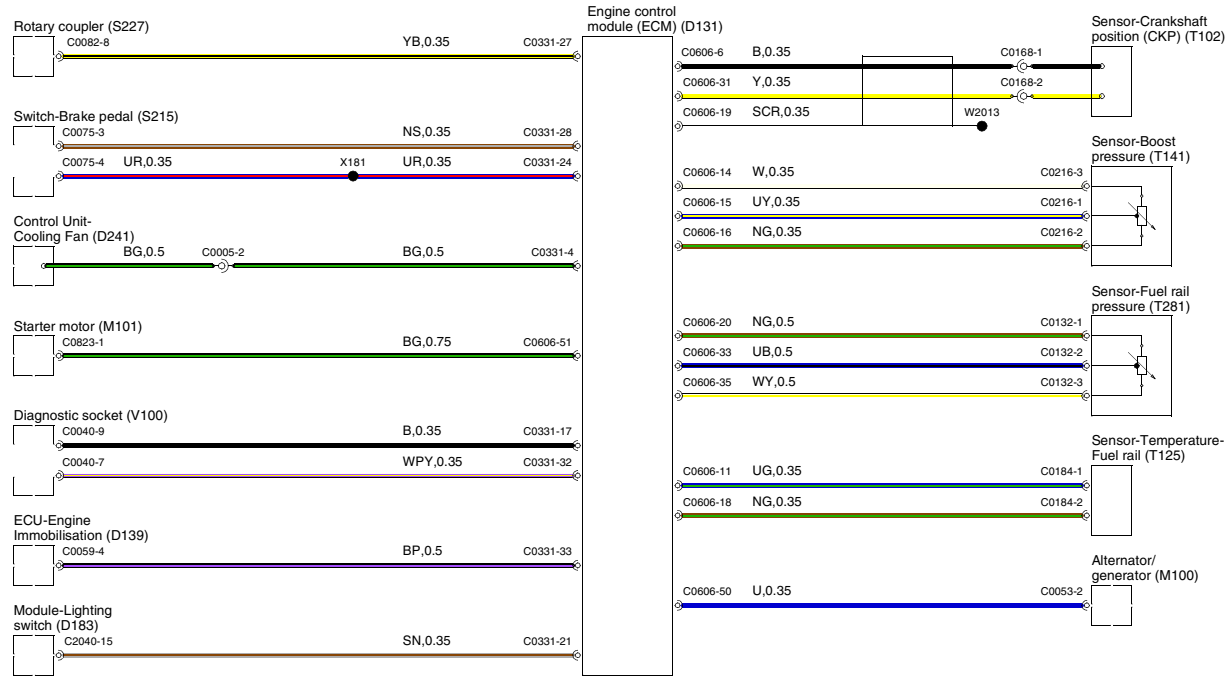 Rotary coupler (S227)
C0082-8
YB,0.35
C0331-27
Switch-Brake pedal (S215)
C0075-3
NS,0.35
C0331-28
C0075-4
UR,0.35
X181
UR,0.35
C0331-24
Control Unit-
Cooling Fan (D241)
BG,0.5
C0005-2
BG,0.5
C0331-4
Starter motor (M101)
C0823-1
BG,0.75
C0606-51
Diagnostic socket (V100)
C0040-9
B,0.35
C0331-17
C0040-7
WPY,0.35
C0331-32
ECU-Engine
Immobilisation (D139)
C0059-4
BP,0.5
C0331-33
Module-Lighting
switch (D183)
C2040-15
SN,0.35
C0331-21
Engine control
module (ECM) (D131)
C0606-6
B,0.35
C0168-1
C0606-31
Y,0.35
C0168-2
C0606-19
SCR,0.35
W2013
Sensor-Crankshaft
position (CKP) (T102)
Sensor-Boost
pressure (T141)
C0606-14
W,0.35
C0216-3
C0606-15
UY,0.35
C0216-1
C0606-16
NG,0.35
C0216-2
Sensor-Fuel rail
pressure (T281)
C0606-20
NG,0.5
C0132-1
C0606-33
UB,0.5
C0132-2
C0606-35
WY,0.5
C0132-3
Sensor-Temperature-
Fuel rail (T125)
C0606-11
UG,0.35
C0184-1
C0606-18
NG,0.35
C0184-2
Alternator/
generator (M100)
C0606-50
U,0.35
C0053-2